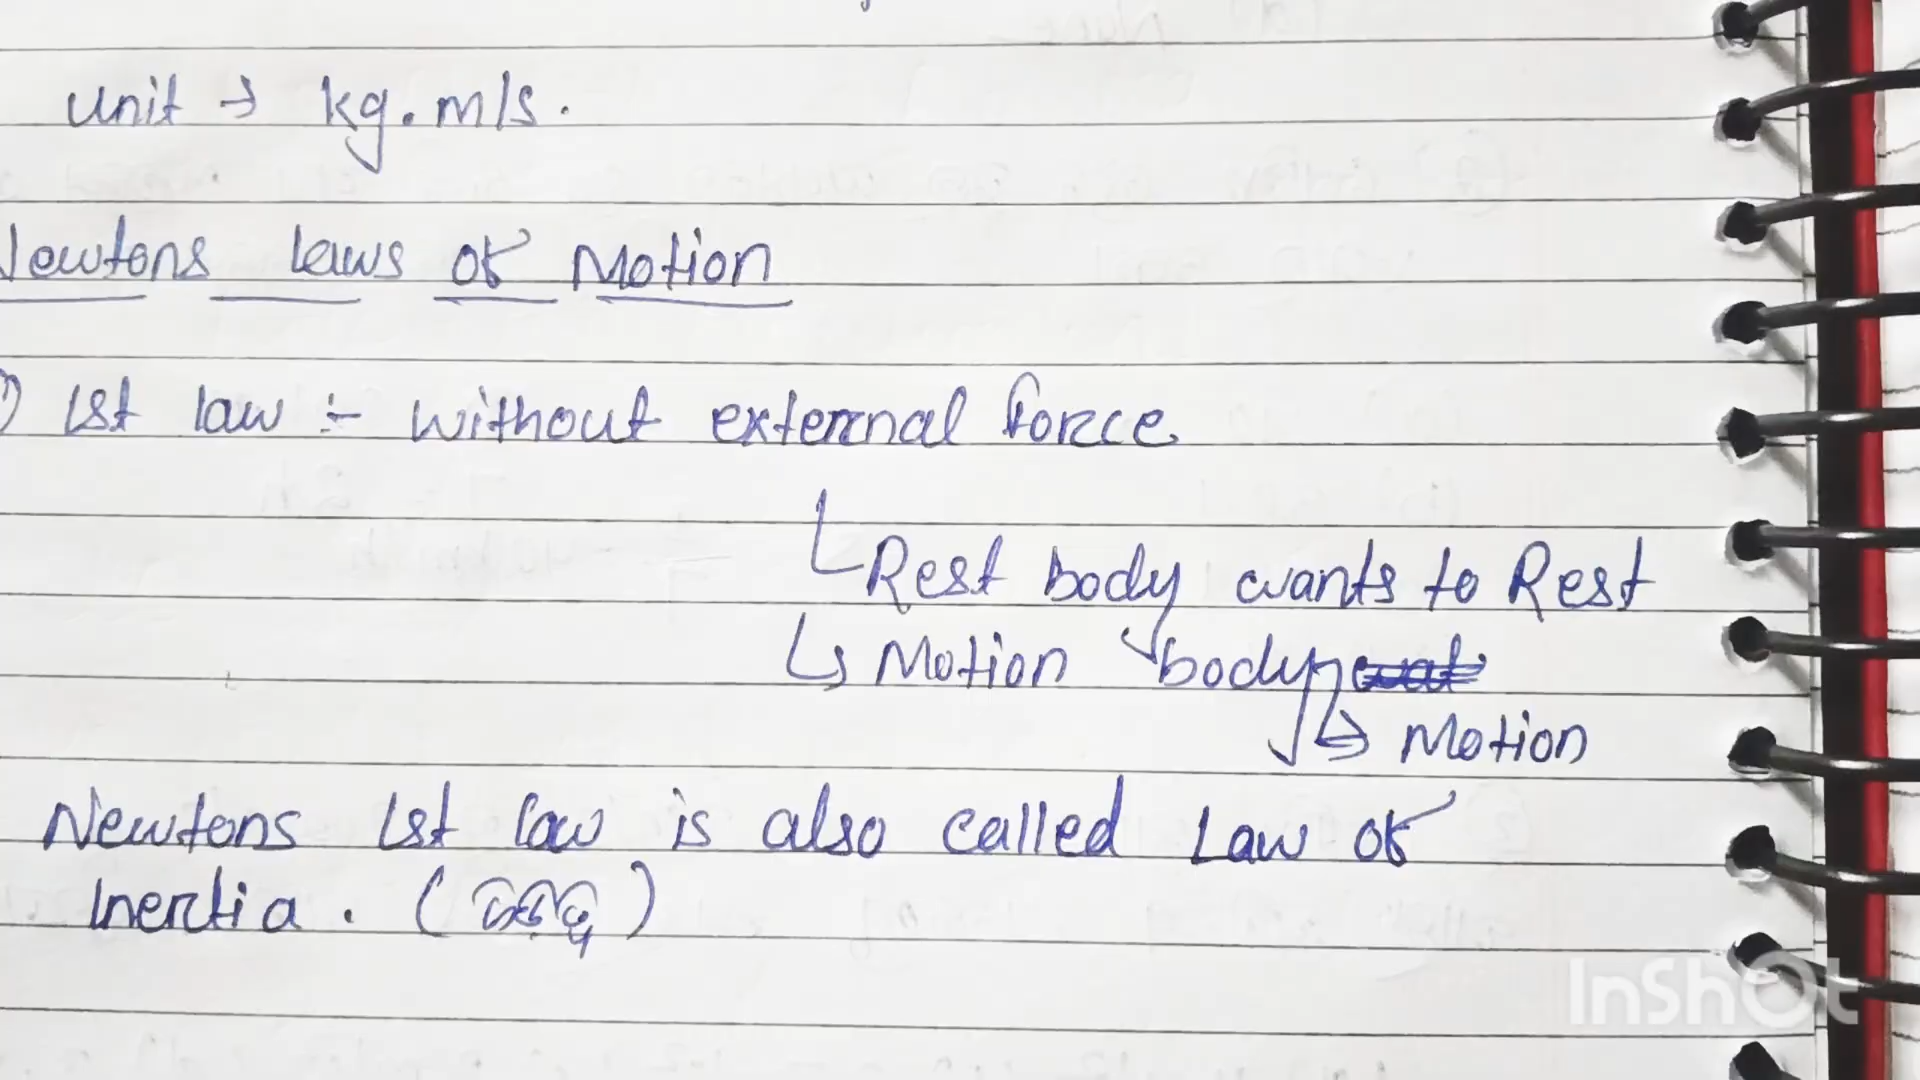 unit → kg.m/s.
Newtons laws of Motion
1) 1st law :- without external force
Rest body wants to Rest
↳ Motion body
→ Motion
Newtons 1st law is also called Law of
Inertia. ( )
InShOt